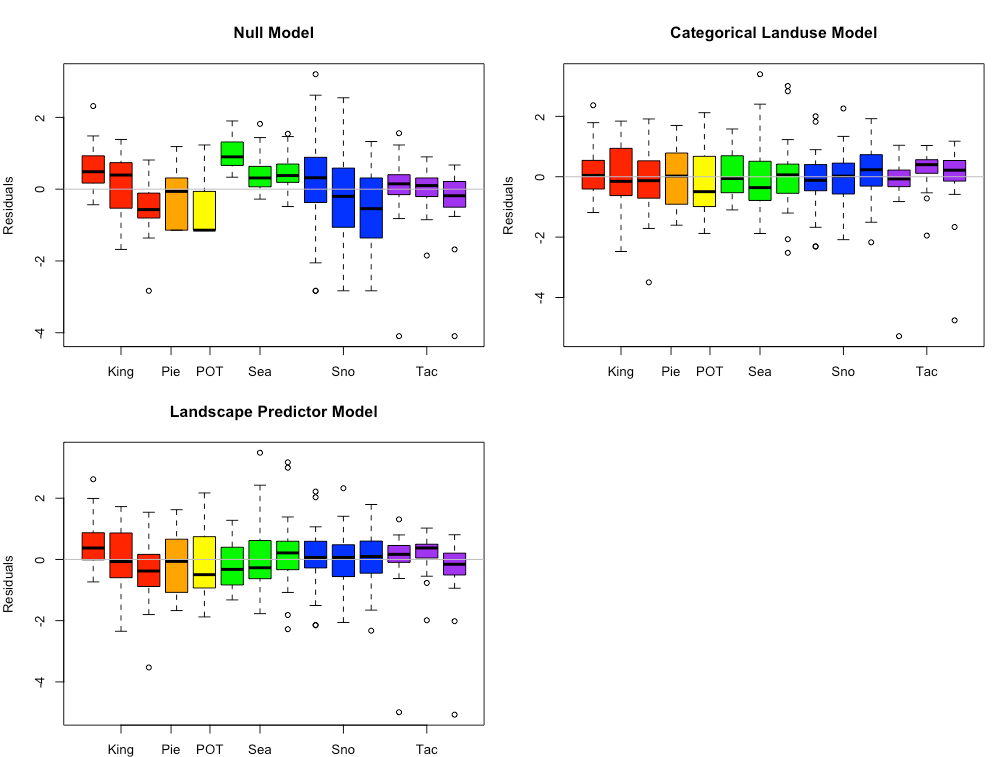 Null Model
Residuals
2
0
-2
-4
King Pie POT Sea Sno Tac
Categorical Landuse Model
Residuals
2
0
-2
-4
King Pie POT Sea Sno Tac
Landscape Predictor Model
Residuals
2
0
-2
-4
King Pie POT Sea Sno Tac